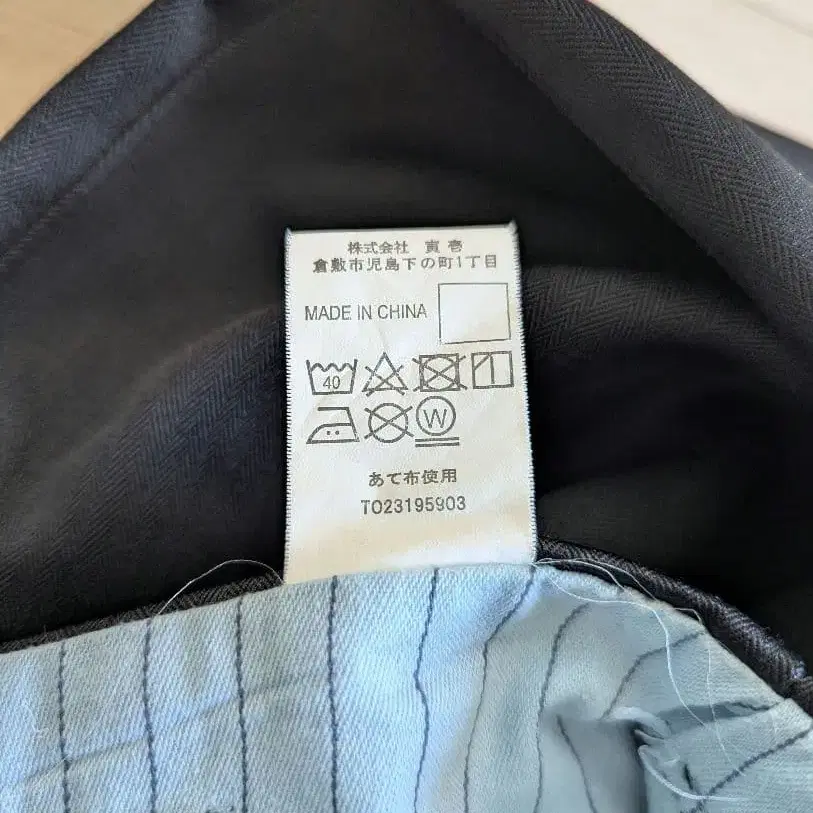 株式会社 寅壱
倉敷市児島下の町1丁目
MADE IN CHINA
40
W
あて布使用
TO23195903